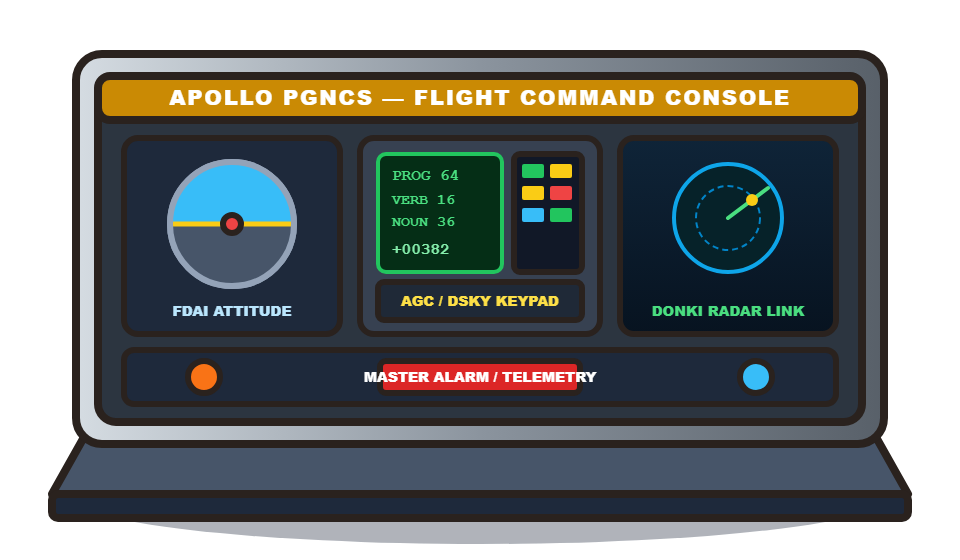 APOLLO PGNCS — FLIGHT COMMAND CONSOLE
FDAI ATTITUDE
PROG 64
VERB 16
NOUN 36
+00382
AGC / DSKY KEYPAD
DONKI RADAR LINK
MASTER ALARM / TELEMETRY